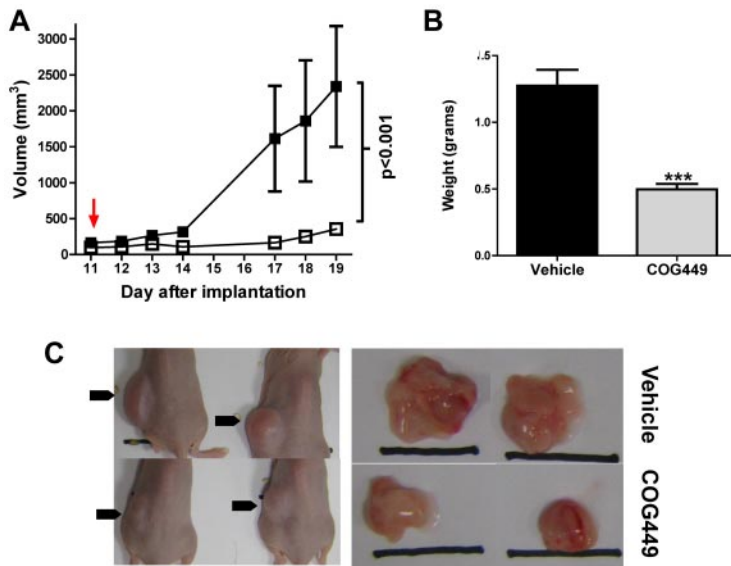 A
Volume (mm³)
3000
2500
2000
1500
1000
500
0
11 12 13 14 15 16 17 18 19
Day after implantation
p<0.001
B
Weight (grams)
.5
1.0
0.5
0.0
***
Vehicle
COG449
C
Vehicle
COG449